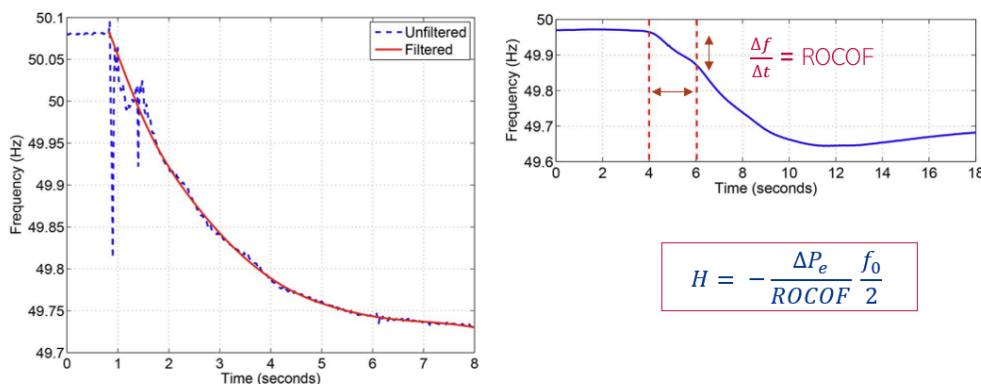 50.1
50.05
50
49.95
49.9
49.85
49.8
49.75
49.7
Frequency (Hz)
0 1 2 3 4 5 6 7 8
Time (seconds)
Unfiltered
Filtered
50
49.9
49.8
49.7
49.6
Frequency (Hz)
0 2 4 6 8 10 12 14 16 18
Time (seconds)
Δf/Δt = ROCOF
H = − ΔPₑ/ROCOF f₀/2